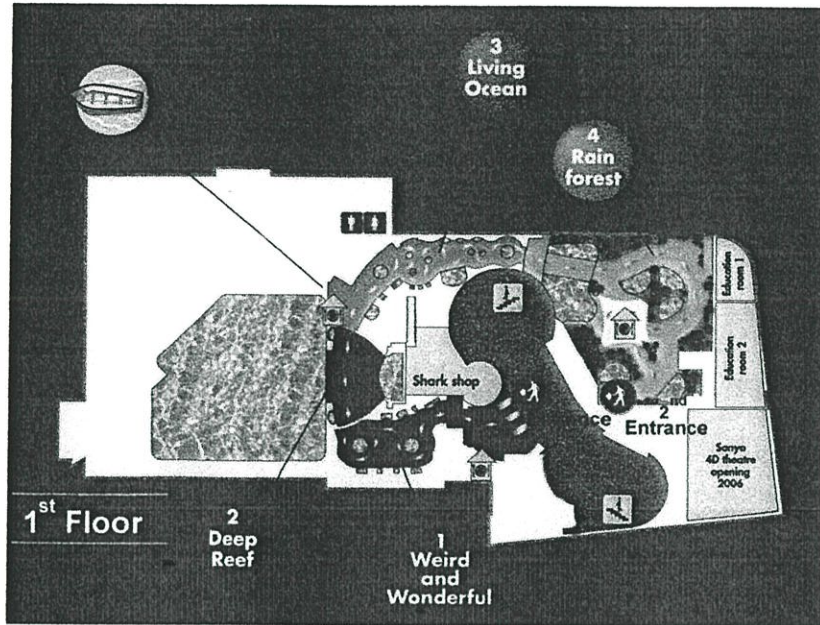 3
Living
Ocean
4
Rain
forest
Education
room 1
Education
room 2
Shark shop
nd
2
Entrance
Sanyo
4D theatre
opening
2006
1st Floor
2
Deep
Reef
1
Weird
and
Wonderful